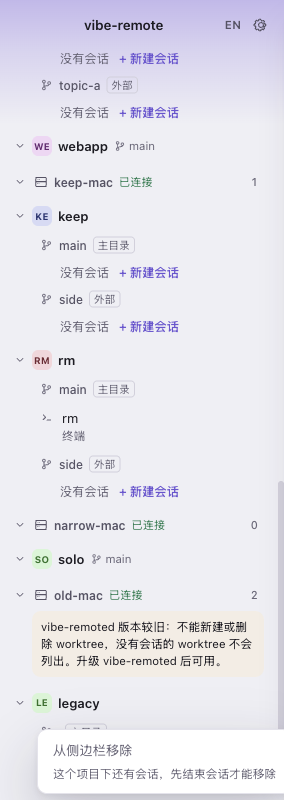 vibe-remote EN
没有会话 + 新建会话
topic-a 外部
没有会话 + 新建会话
WE webapp main
keep-mac 已连接 1
KE keep
main 主目录
没有会话 + 新建会话
side 外部
没有会话 + 新建会话
RM rm
main 主目录
rm
终端
side 外部
没有会话 + 新建会话
narrow-mac 已连接 0
SO solo main
old-mac 已连接 2
vibe-remoted 版本较旧：不能新建或删
除 worktree，没有会话的 worktree 不会
列出。升级 vibe-remoted 后可用。
LE legacy
从侧边栏移除
这个项目下还有会话，先结束会话才能移除